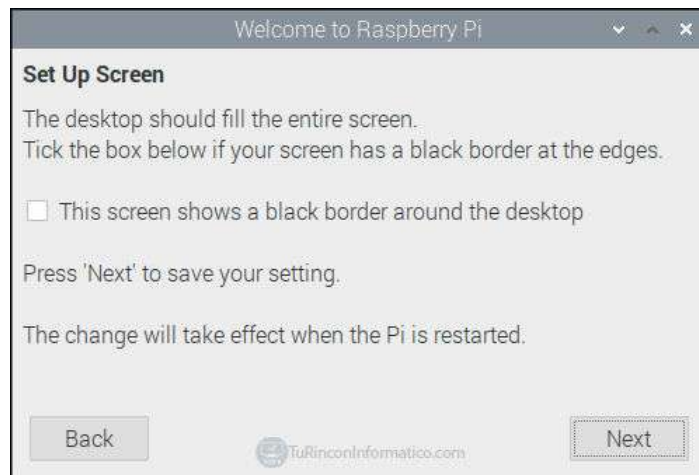 Welcome to Raspberry Pi
Set Up Screen
The desktop should fill the entire screen.
Tick the box below if your screen has a black border at the edges.
This screen shows a black border around the desktop
Press 'Next' to save your setting.
The change will take effect when the Pi is restarted.
Back
TuRinconInformatico.com
Next